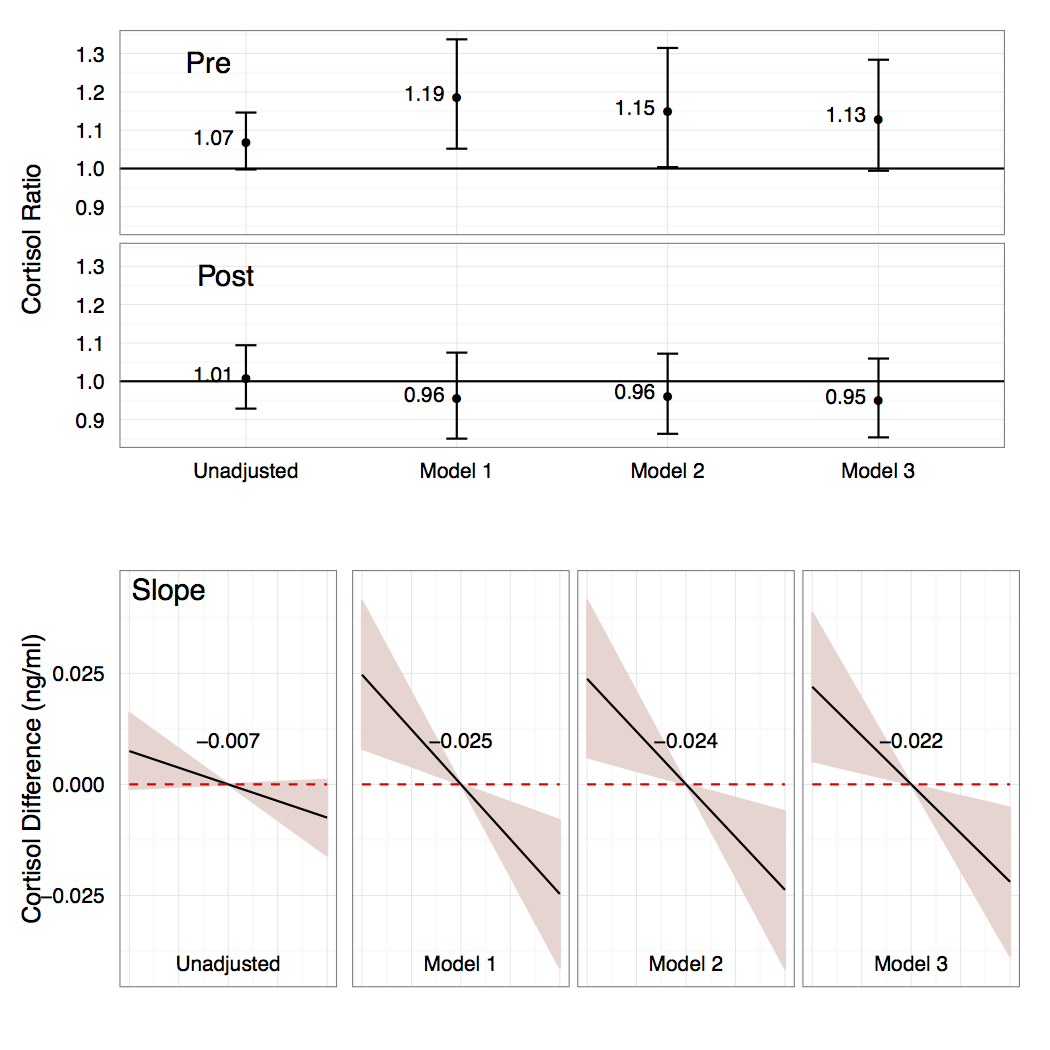 Cortisol Ratio
Pre
1.3
1.2
1.1
1.0
0.9
1.07
1.19
1.15
1.13
Post
1.3
1.2
1.1
1.0
0.9
1.01
0.96
0.96
0.95
Unadjusted Model 1 Model 2 Model 3
Cortisol Difference (ng/ml)
Slope
0.025
0.000
−0.025
−0.007
−0.025
−0.024
−0.022
Unadjusted
Model 1
Model 2
Model 3